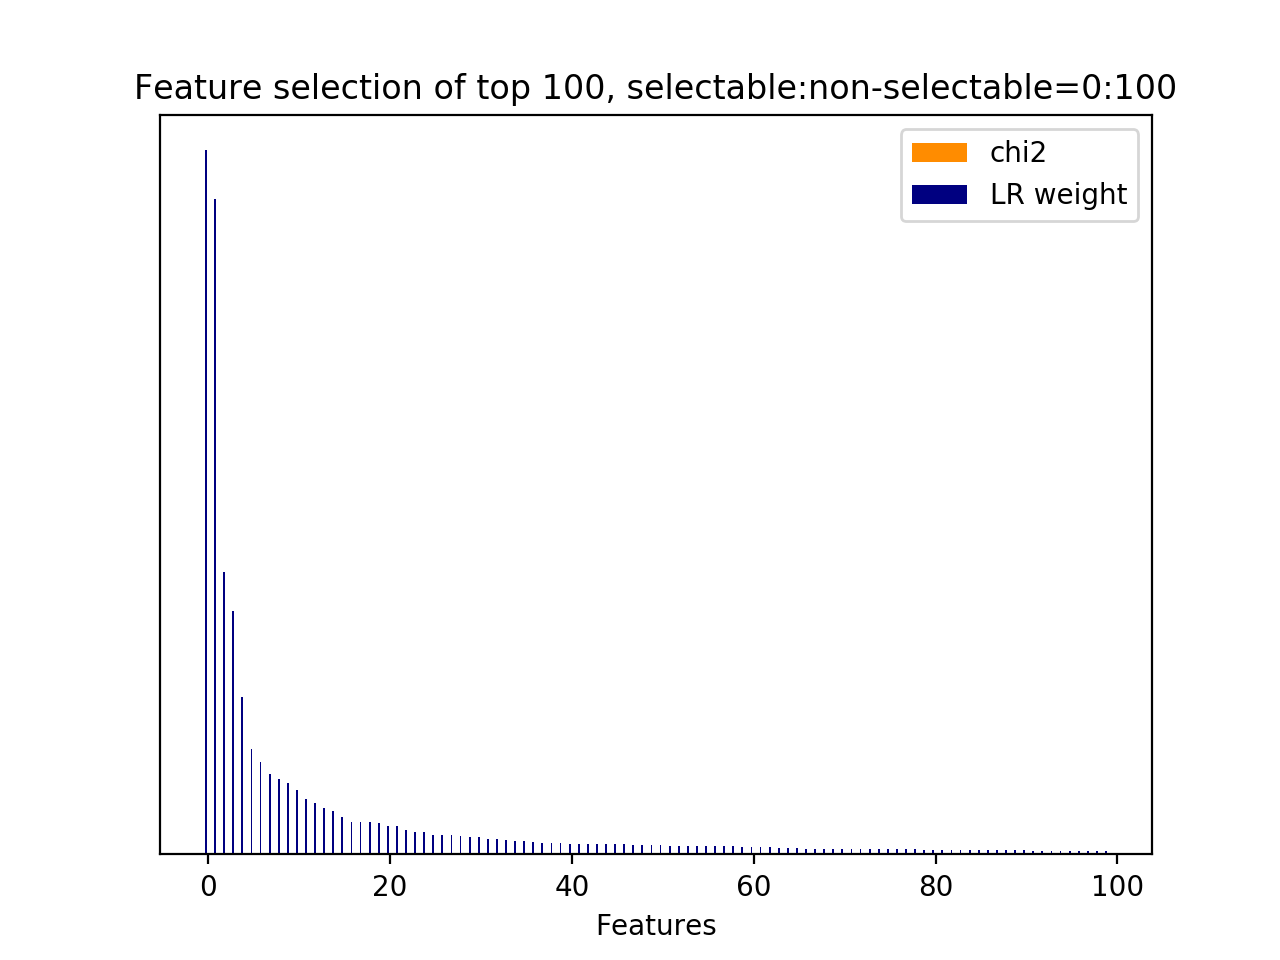 Feature selection of top 100, selectable:non-selectable=0:100
chi2
LR weight
0 20 40 60 80 100
Features